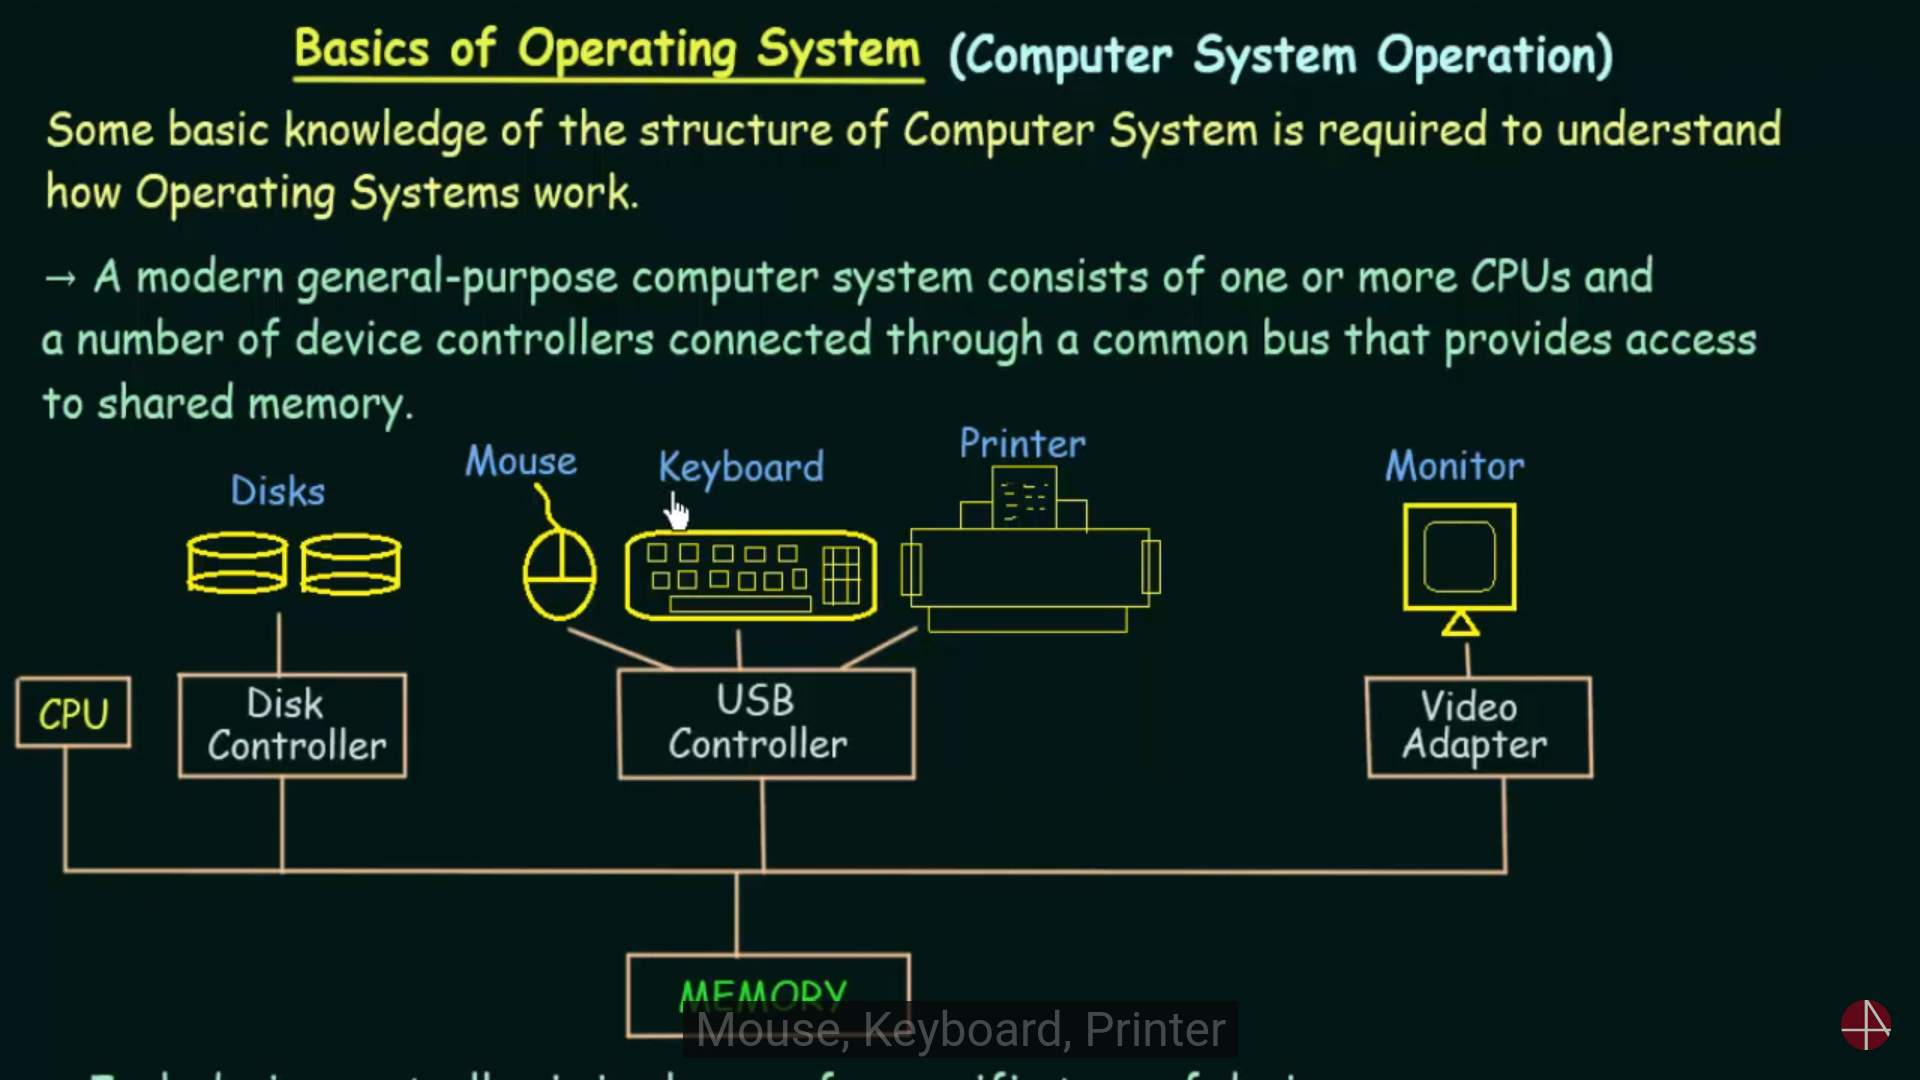 Basics of Operating System (Computer System Operation)
Some basic knowledge of the structure of Computer System is required to understand
how Operating Systems work.
→ A modern general-purpose computer system consists of one or more CPUs and
a number of device controllers connected through a common bus that provides access
to shared memory.
Disks
Mouse
Keyboard
Printer
Monitor
CPU
Disk
Controller
USB
Controller
Video
Adapter
MEMORY
Mouse, Keyboard, Printer